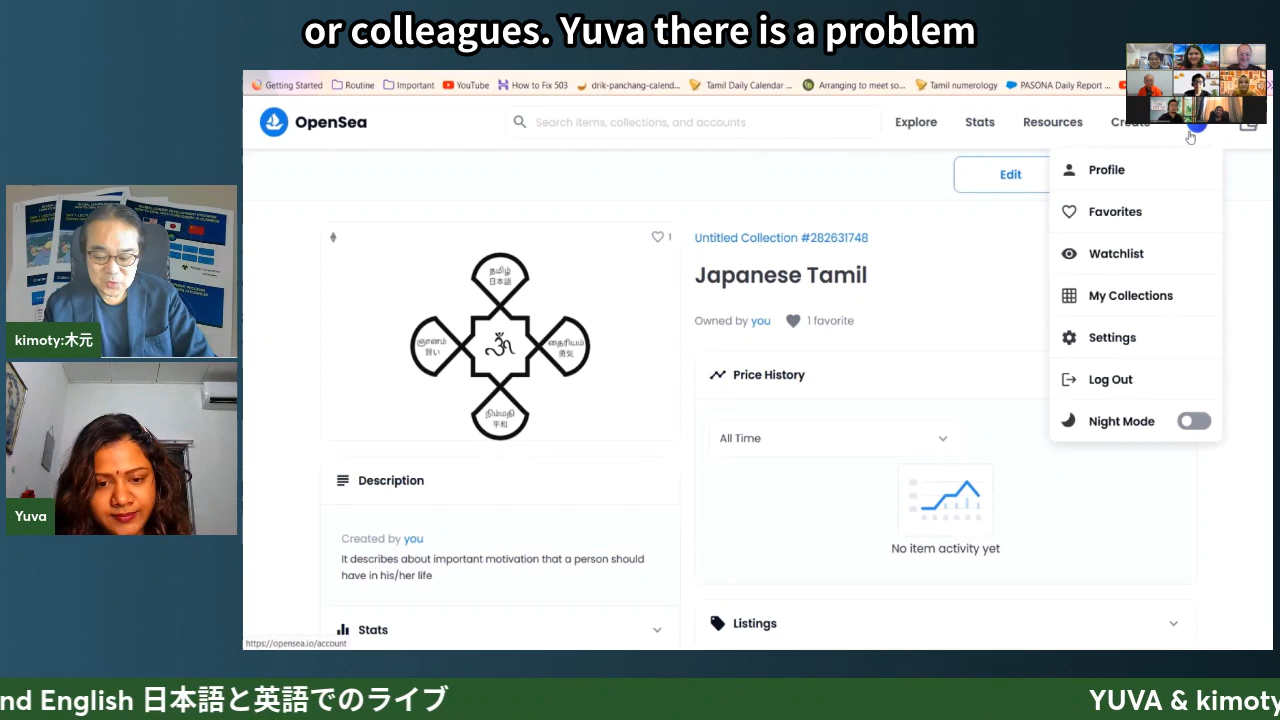 or colleagues. Yuva there is a problem
Getting Started
Routine
Important
YouTube
How to Fix 503
drik-panchang-calend...
Tamil Daily Calendar ...
Arranging to meet so...
Tamil numerology
PASONA Daily Report ...
OpenSea
Search items, collections, and accounts
Explore
Stats
Resources
Edit
Profile
Favorites
Watchlist
My Collections
Settings
Log Out
Night Mode
1
தமிழ்
日本語
ஞானம்
賢い
தைரியம்
勇気
நிம்மதி
平和
Untitled Collection #282631748
Japanese Tamil
Owned by you
1 favorite
Price History
All Time
No item activity yet
Description
Created by you
It describes about important motivation that a person should
have in his/her life
Stats
Listings
https://opensea.io/account
kimoty:木元
Yuva
nd English 日本語と英語でのライブ
YUVA & kimoty